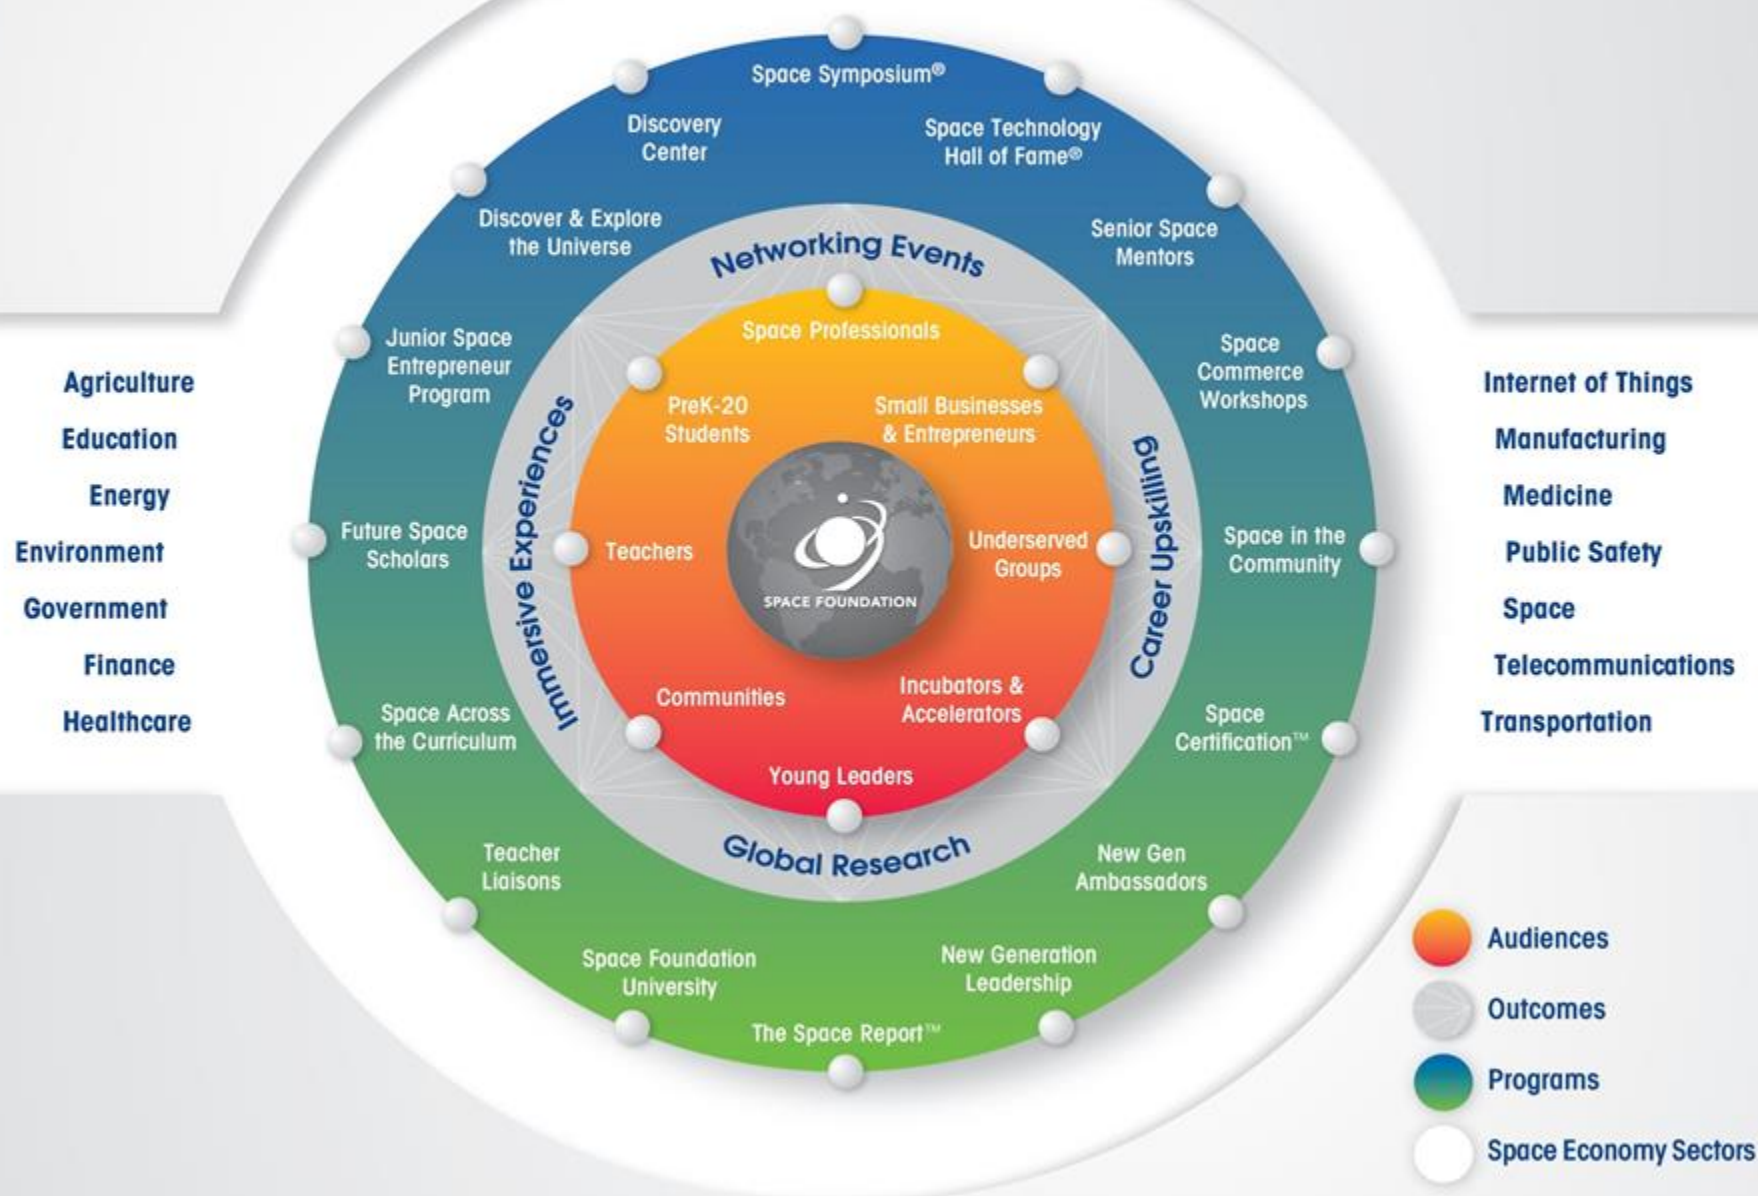 Space Symposium®
Discovery
Center
Space Technology
Hall of Fame®
Discover & Explore
the Universe
Senior Space
Mentors
Junior Space
Entrepreneur
Program
Space
Commerce
Workshops
Future Space
Scholars
Space in the
Community
Space Across
the Curriculum
Space
Certification™
Teacher
Liaisons
New Gen
Ambassadors
Space Foundation
University
New Generation
Leadership
The Space Report™
Networking Events
Immersive Experiences
Career Upskilling
Global Research
Space Professionals
PreK-20
Students
Small Businesses
& Entrepreneurs
Teachers
Underserved
Groups
SPACE FOUNDATION
Communities
Incubators &
Accelerators
Young Leaders
Agriculture
Education
Energy
Environment
Government
Finance
Healthcare
Internet of Things
Manufacturing
Medicine
Public Safety
Space
Telecommunications
Transportation
Audiences
Outcomes
Programs
Space Economy Sectors